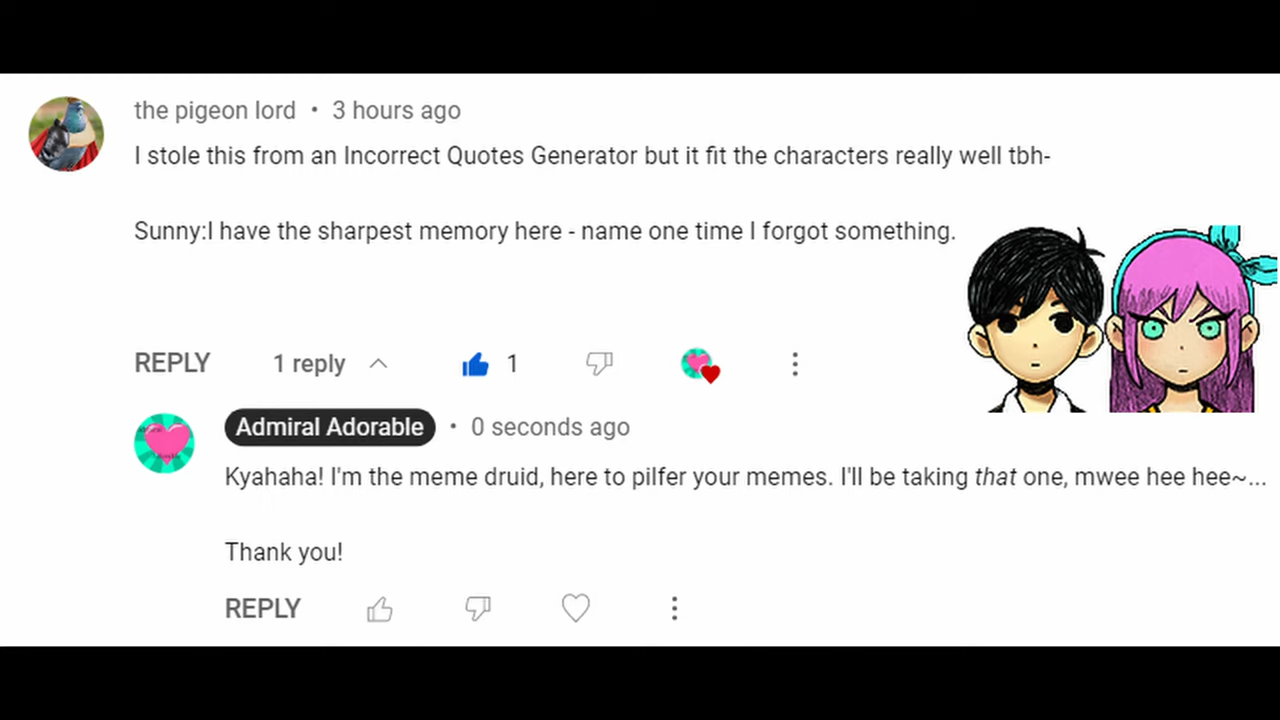 the pigeon lord • 3 hours ago
I stole this from an Incorrect Quotes Generator but it fit the characters really well tbh-
Sunny:I have the sharpest memory here - name one time I forgot something.
REPLY 1 reply 1
Admiral Adorable • 0 seconds ago
Kyahaha! I'm the meme druid, here to pilfer your memes. I'll be taking that one, mwee hee hee~...
Thank you!
REPLY